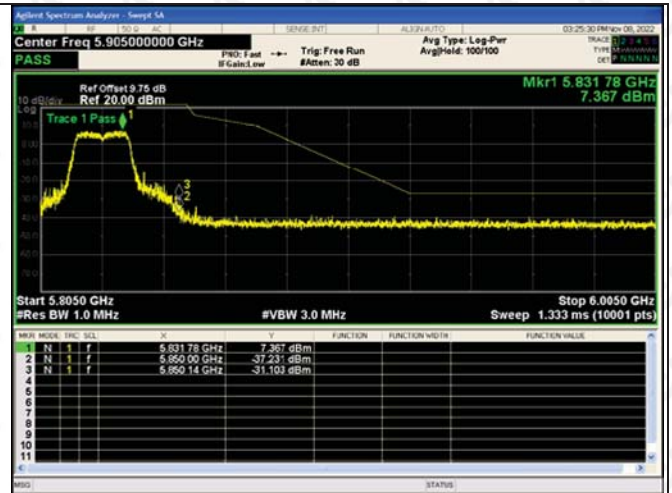 Agilent Spectrum Analyzer - Swept SA
R RF 50 Ω AC SENSE:INT ALIGN AUTO 03:25:30 PM Nov 08, 2022
Center Freq 5.905000000 GHz
PASS
PNO: Fast
IFGain:Low
Trig: Free Run
#Atten: 30 dB
Avg Type: Log-Pwr
Avg|Hold: 100/100
TRACE 1 2 3 4 5 6
TYPE
DET P N N N N N
Mkr1 5.831 78 GHz
7.367 dBm
Ref Offset 9.75 dB
10 dB/div Ref 20.00 dBm
Log
Trace 1 Pass
1
3
2
Start 5.8050 GHz Stop 6.0050 GHz
#Res BW 1.0 MHz #VBW 3.0 MHz Sweep 1.333 ms (10001 pts)
MKR MODE TRC SCL X Y FUNCTION FUNCTION WIDTH FUNCTION VALUE
1 N 1 f 5.831 78 GHz 7.367 dBm
2 N 1 f 5.850 00 GHz -37.231 dBm
3 N 1 f 5.850 14 GHz -31.103 dBm
4
5
6
7
8
9
10
11
MSG STATUS